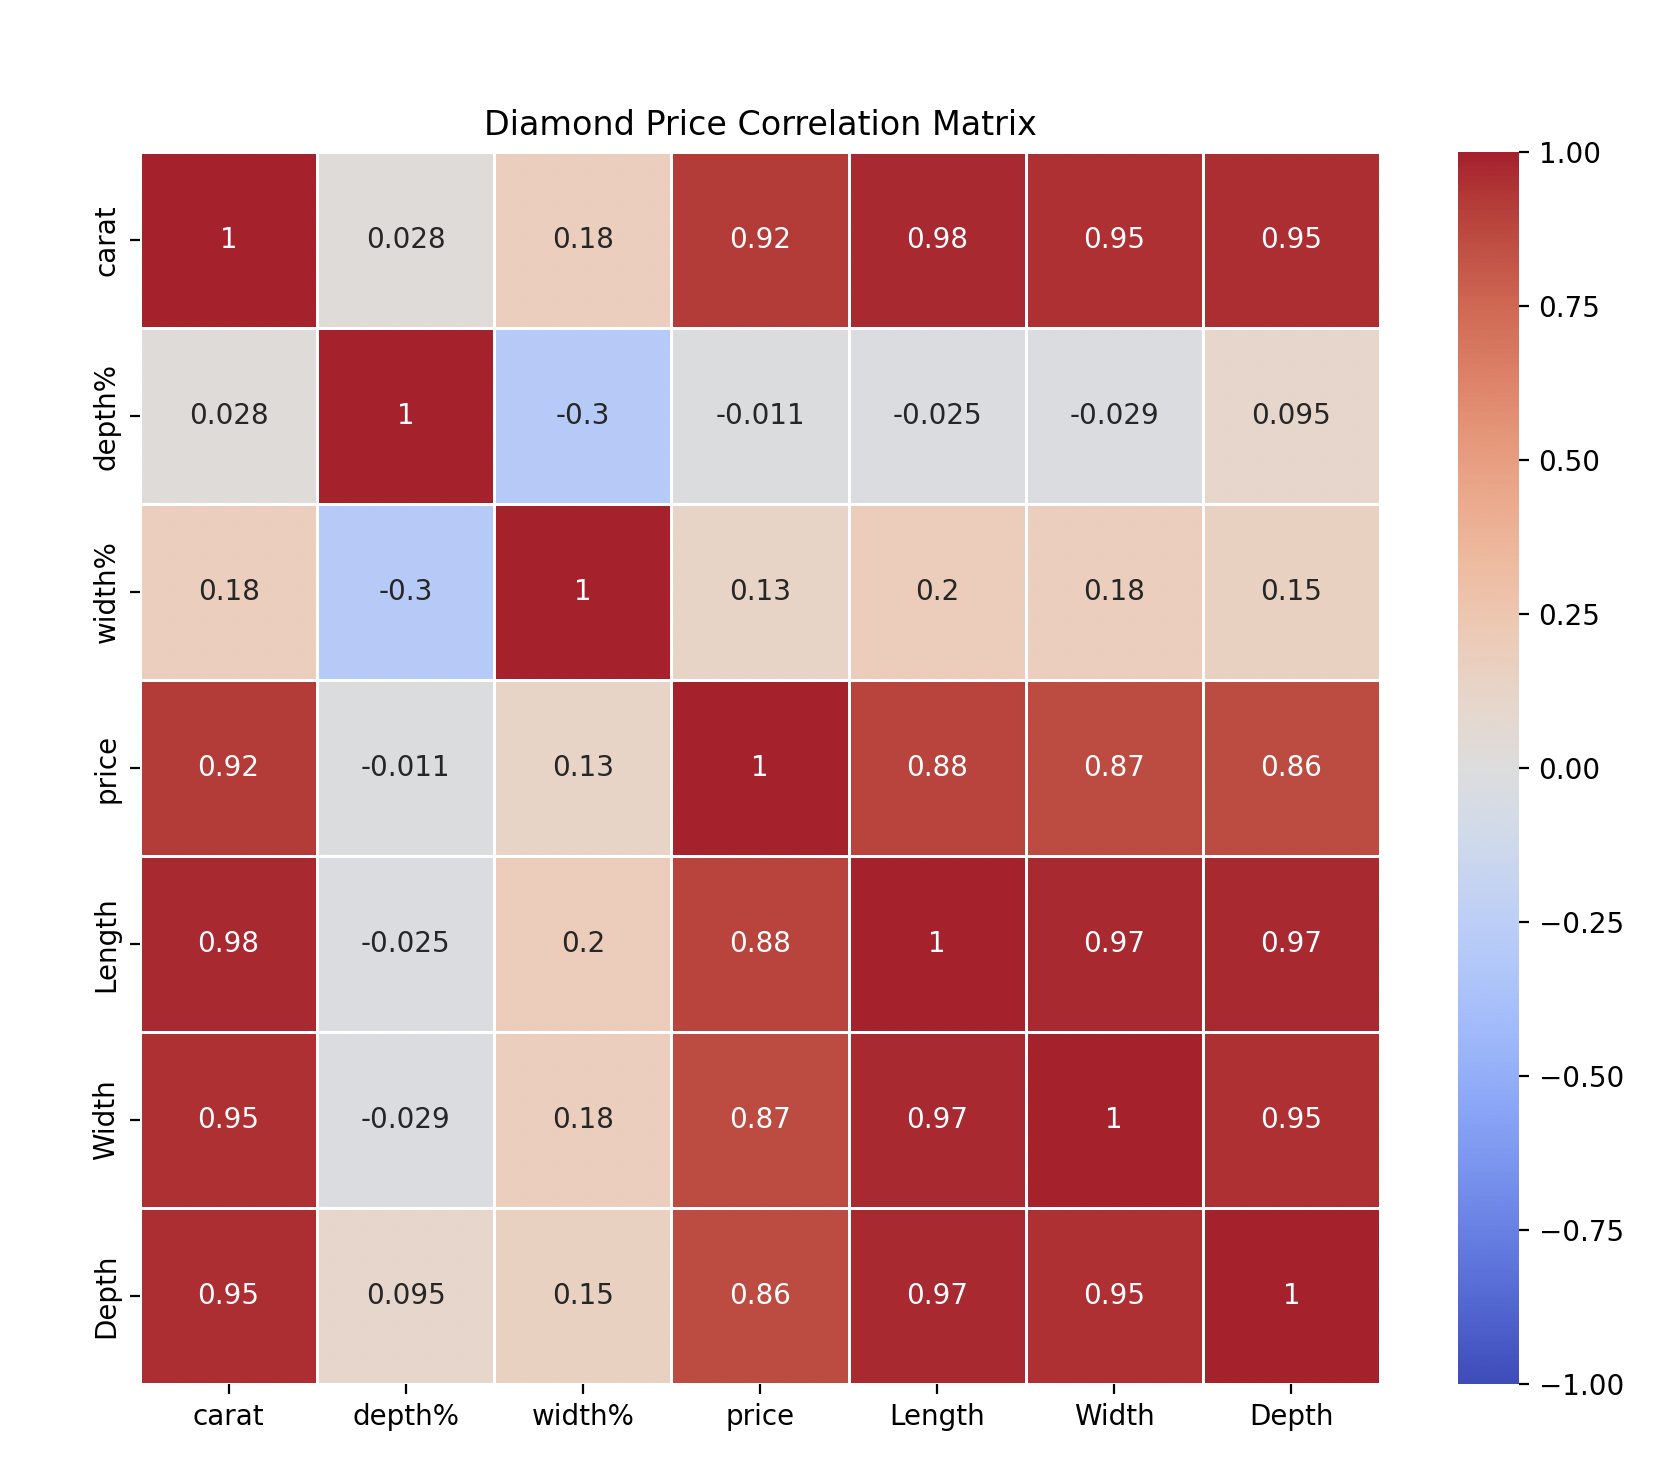 Diamond Price Correlation Matrix
carat 1 0.028 0.18 0.92 0.98 0.95 0.95
depth% 0.028 1 -0.3 -0.011 -0.025 -0.029 0.095
width% 0.18 -0.3 1 0.13 0.2 0.18 0.15
price 0.92 -0.011 0.13 1 0.88 0.87 0.86
Length 0.98 -0.025 0.2 0.88 1 0.97 0.97
Width 0.95 -0.029 0.18 0.87 0.97 1 0.95
Depth 0.95 0.095 0.15 0.86 0.97 0.95 1
carat depth% width% price Length Width Depth
1.00
0.75
0.50
0.25
0.00
−0.25
−0.50
−0.75
−1.00